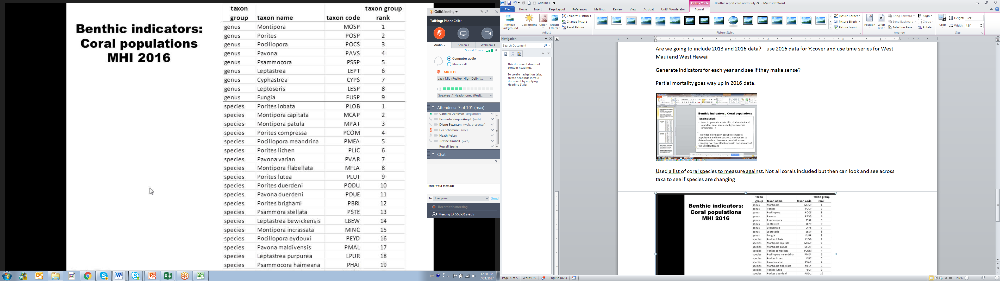 Benthic indicators:
Coral populations
MHI 2016
taxon group taxon name taxon code taxon group rank
genus Montipora MOSP 1
genus Porites POSP 2
genus Pocillopora POCS 3
genus Pavona PAVS 4
genus Psammocora PSSP 5
genus Leptastrea LEPT 6
genus Cyphastrea CYPS 7
genus Leptoseris LESP 8
genus Fungia FUSP 9
species Porites lobata PLOB 1
species Montipora capitata MCAP 2
species Montipora patula MPAT 3
species Porites compressa PCOM 4
species Pocillopora meandrina PMEA 5
species Porites lichen PLIC 6
species Pavona varian PVAR 7
species Montipora flabellata MFLA 8
species Porites lutea PLUT 9
species Porites duerdeni PODU 10
species Pavona duerdeni PDUE 11
species Porites brighami PBRI 12
species Psammora stellata PSTE 13
species Leptastrea bewickensis LBEW 14
species Montipora incrassata MINC 15
species Pocillopora eydouxi PEYD 16
species Pavona maldivensis PMAL 17
species Leptastrea purpurea LPUR 18
species Psammocora haimeana PHAI 19
GoToMeeting
Talking: Phone Caller
Audio Screen Webcam
Sound Check ?
Computer audio
Phone call
MUTED
Jack Mic (Realtek High Definiti...
Speakers / Headphones (Realt...
Attendees: 7 of 101 (max)
Caroline Donovan (organizer)
Bernardo Vargas-Angel (web)
Dione Swanson (web, presenter)
Eva Schemmel (me)
Heath Kelsey
Justine Kimball (web)
Russell Sparks
Chat
?
Enter your message
To: Everyone Send
Record this meeting
Meeting ID: 552-312-965
12:30 PM
7/24/2017
Gridlines
Picture Tools
Benthic report card notes July 24 - Microsoft Word
File Home Insert Page Layout References Mailings Review View Acrobat Unit4 Worderator Format
Remove Background
Corrections
Color
Artistic Effects
Compress Pictures
Change Picture
Reset Picture
Adjust
Picture Styles
Picture Border
Picture Effects
Picture Layout
Position
Wrap Text
Bring Forward
Send Backward
Selection Pane
Align
Group
Rotate
Arrange
Crop
Height: 3.24"
Width: 4.8"
Size
Navigation
Search Document
This document does not
contain headings.
To create navigation tabs,
create headings in your
document by applying
Heading Styles.
Are we going to include 2013 and 2016 data? – use 2016 data for %cover and use time series for West
Maui and West Hawaii
Generate indicators for each year and see if they make sense?
Partial mortality goes way up in 2016 data.
Benthic indicators: Coral populations
Taxa included:
- Need to generate a select list of abundant and
important coral species and genera across
jurisdiction
- Provides information about existing coral
populations and incorporates a mechanism to
determine about how coral populations are
changing over time (fluctuations in one or more of
the selected taxon)
Used a list of coral species to measure against. Not all corals included but then can look and see across
taxa to see if species are changing
Benthic indicators:
Coral populations
MHI 2016
taxon group taxon name taxon code taxon group rank
genus Montipora MOSP 1
genus Porites POSP 2
genus Pocillopora POCS 3
genus Pavona PAVS 4
genus Psammocora PSSP 5
genus Leptastrea LEPT 6
genus Cyphastrea CYPS 7
genus Leptoseris LESP 8
genus Fungia FUSP 9
species Porites lobata PLOB 1
species Montipora capitata MCAP 2
species Montipora patula MPAT 3
species Porites compressa PCOM 4
species Pocillopora meandrina PMEA 5
species Porites lichen PLIC 6
species Pavona varian PVAR 7
species Montipora flabellata MFLA 8
species Porites lutea PLUT 9
species Porites duerdeni PODU 10
Page: 4 of 5 Words: 96 English (U.S.) 150%